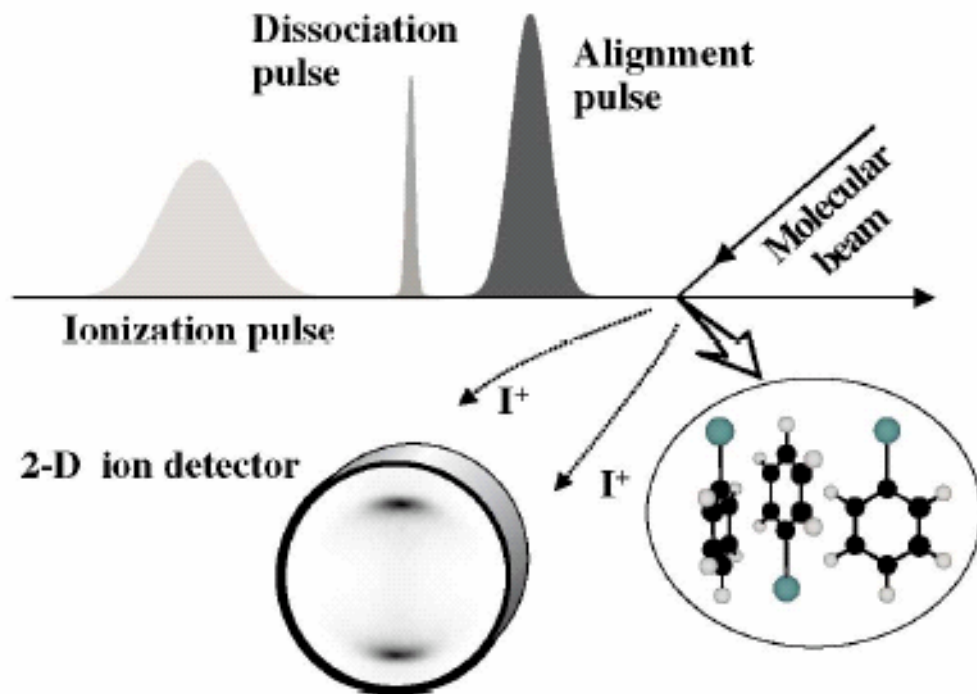 Dissociation
pulse
Alignment
pulse
Molecular
beam
Ionization pulse
I+
2-D ion detector
I+